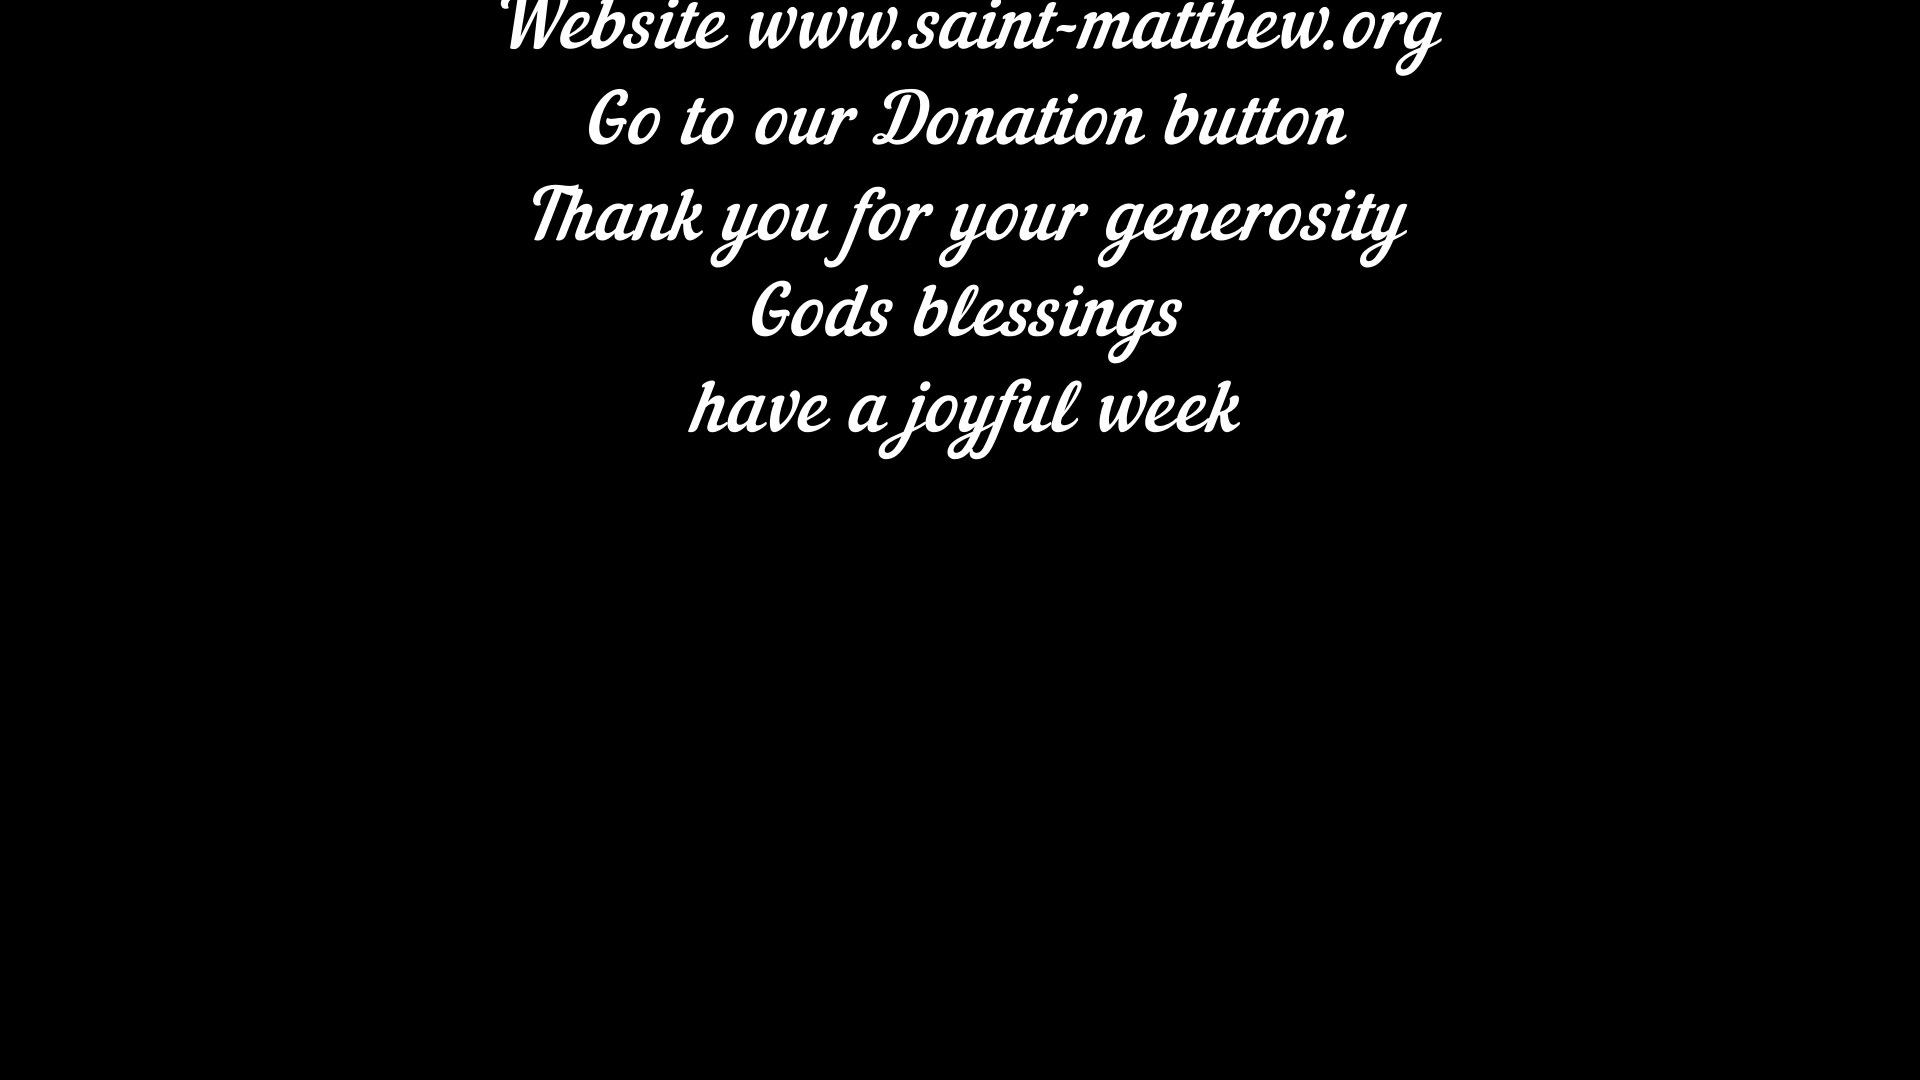 Website www.saint-matthew.org
Go to our Donation button
Thank you for your generosity
Gods blessings
have a joyful week